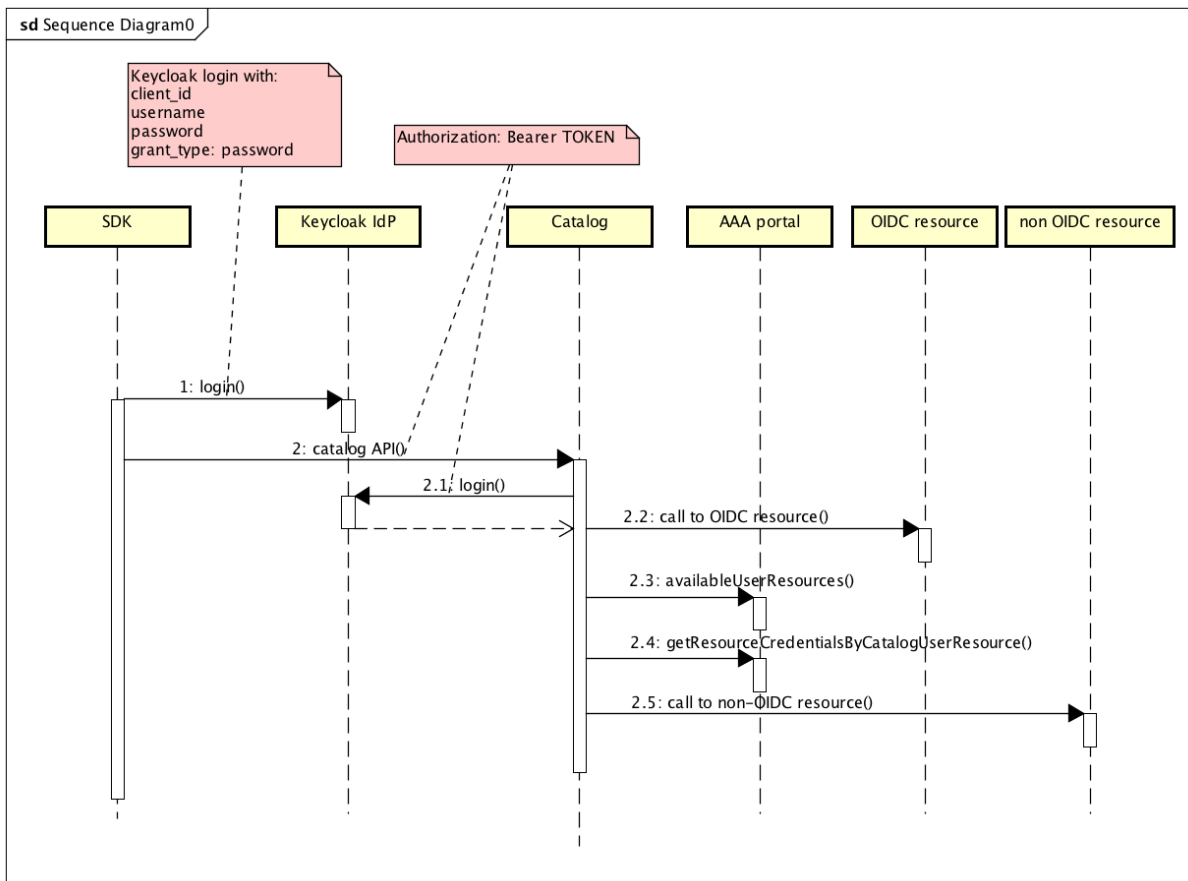 sd Sequence Diagram0
Keycloak login with:
client_id
username
password
grant_type: password
Authorization: Bearer TOKEN
SDK
Keycloak IdP
Catalog
AAA portal
OIDC resource
non OIDC resource
1: login()
2: catalog API()
2.1: login()
2.2: call to OIDC resource()
2.3: availableUserResources()
2.4: getResourceCredentialsByCatalogUserResource()
2.5: call to non-OIDC resource()